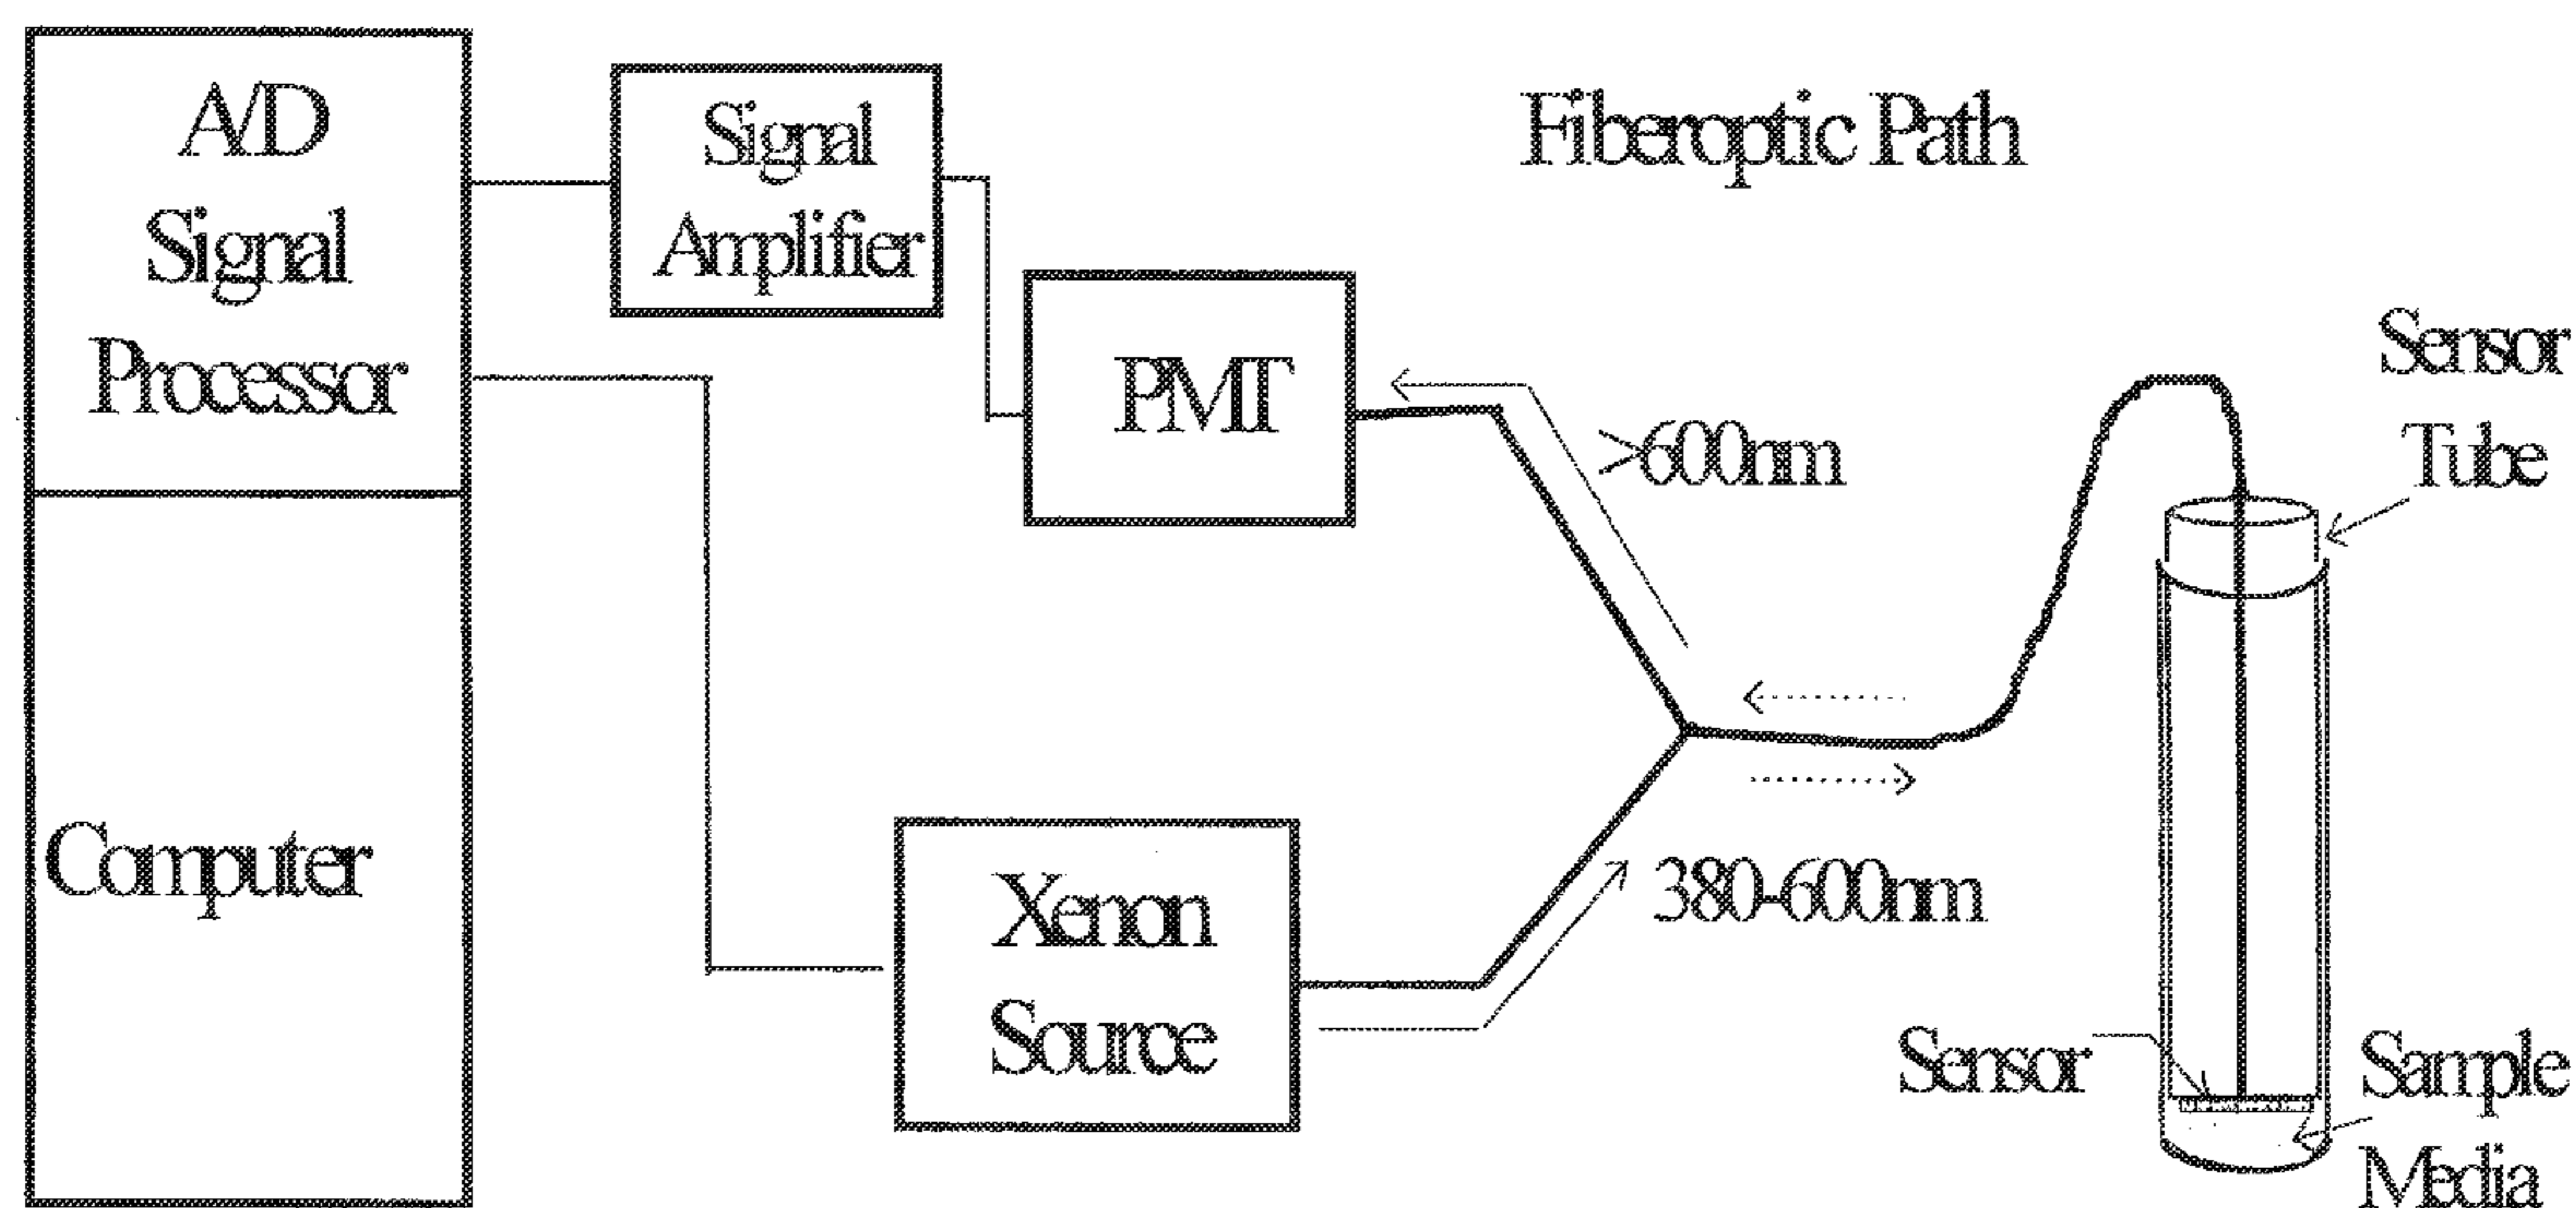 A/D
Signal
Processor
Signal
Amplifier
Fiberoptic Path
PMT
>600nm
Sensor
Tube
Computer
Xenon
Source
380-600nm
Sensor
Sample
Media